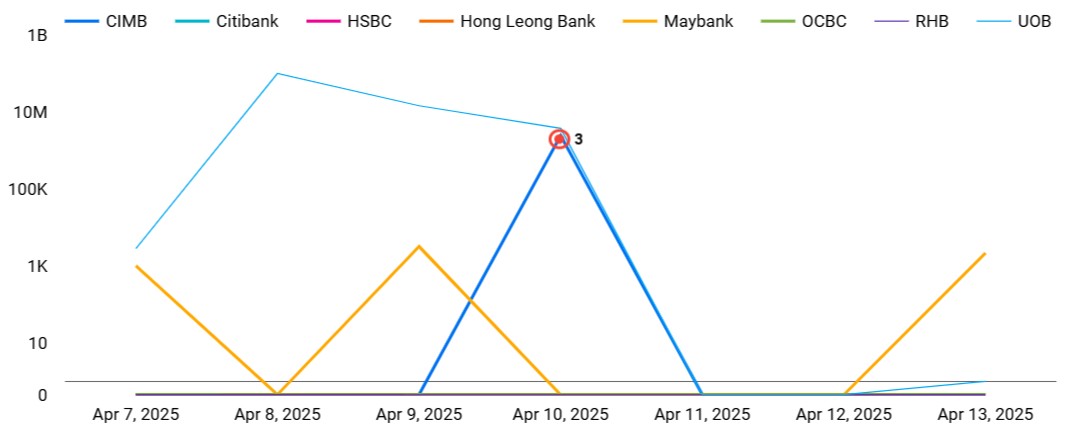 CIMB Citibank HSBC Hong Leong Bank Maybank OCBC RHB UOB
1B
10M
3
100K
1K
10
0
Apr 7, 2025 Apr 8, 2025 Apr 9, 2025 Apr 10, 2025 Apr 11, 2025 Apr 12, 2025 Apr 13, 2025